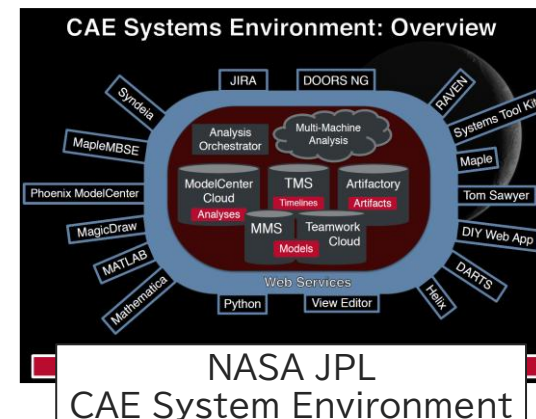 CAE Systems Environment: Overview
JIRA
DOORS NG
Syndeia
RAVEN
MapleMBSE
Systems Tool Kit
Phoenix ModelCenter
Maple
MagicDraw
Tom Sawyer
MATLAB
DIY Web App
Mathematica
DARTS
Python
View Editor
Helix
Analysis
Orchestrator
Multi-Machine
Analysis
ModelCenter
Cloud
Analyses
TMS
Timelines
Artifactory
Artifacts
MMS
Teamwork
Cloud
Models
Web Services
NASA JPL
CAE System Environment